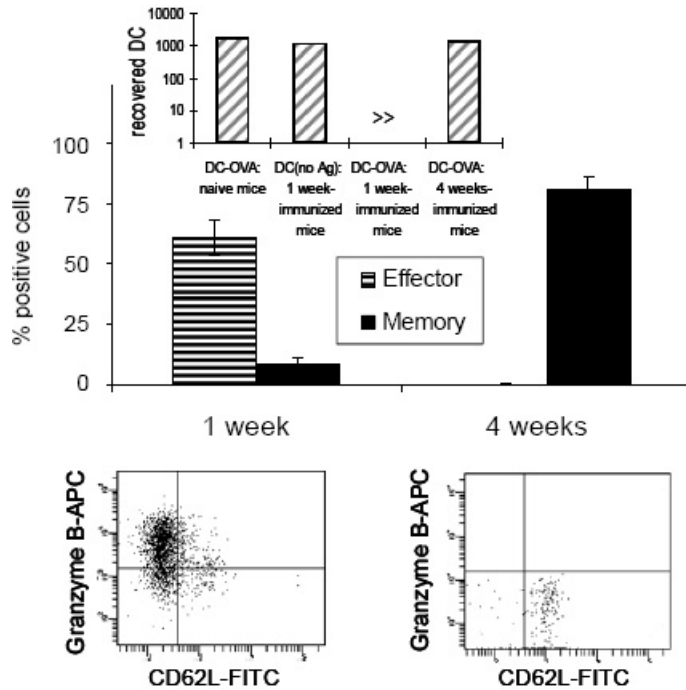 10000
1000
100
10
1
recovered DC
>>
DC-OVA: naive mice
DC(no Ag): 1 week-immunized mice
DC-OVA: 1 week-immunized mice
DC-OVA: 4 weeks-immunized mice
100
75
50
25
0
% positive cells
Effector
Memory
1 week
4 weeks
Granzyme B-APC
CD62L-FITC
Granzyme B-APC
CD62L-FITC